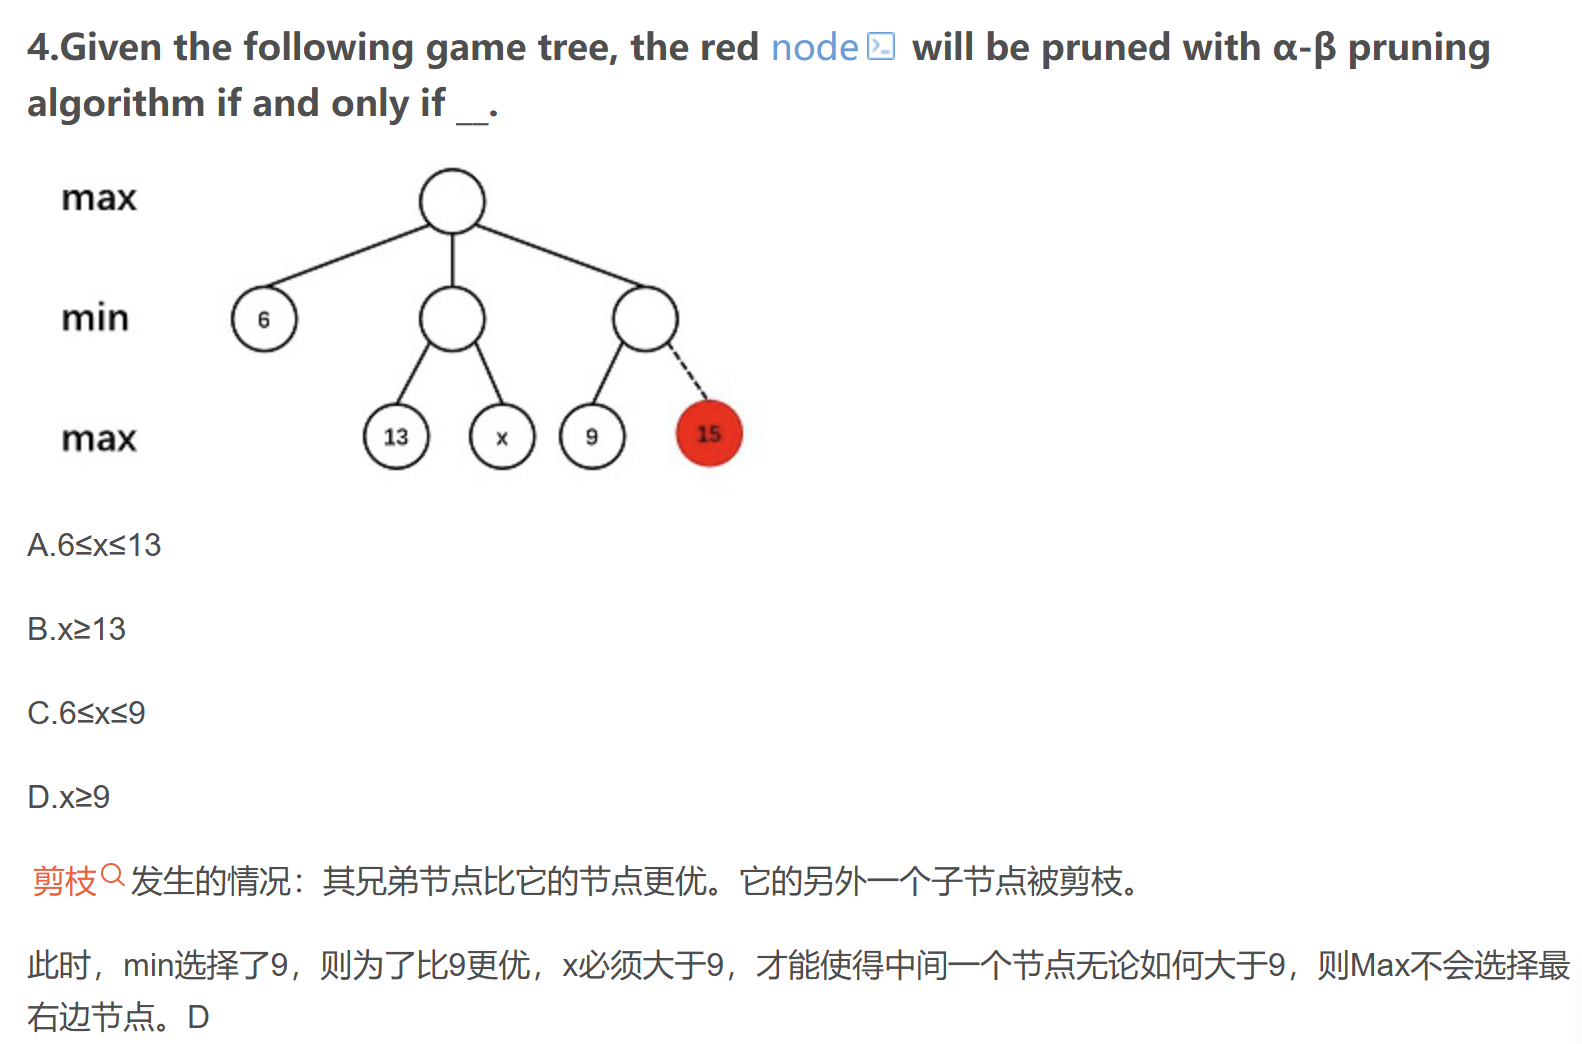 4.Given the following game tree, the red node will be pruned with α-β pruning
algorithm if and only if __.
max
min
6
max
13
x
9
15
A.6≤x≤13
B.x≥13
C.6≤x≤9
D.x≥9
剪枝发生的情况：其兄弟节点比它的节点更优。它的另外一个子节点被剪枝。
此时，min选择了9，则为了比9更优，x必须大于9，才能使得中间一个节点无论如何大于9，则Max不会选择最
右边节点。D